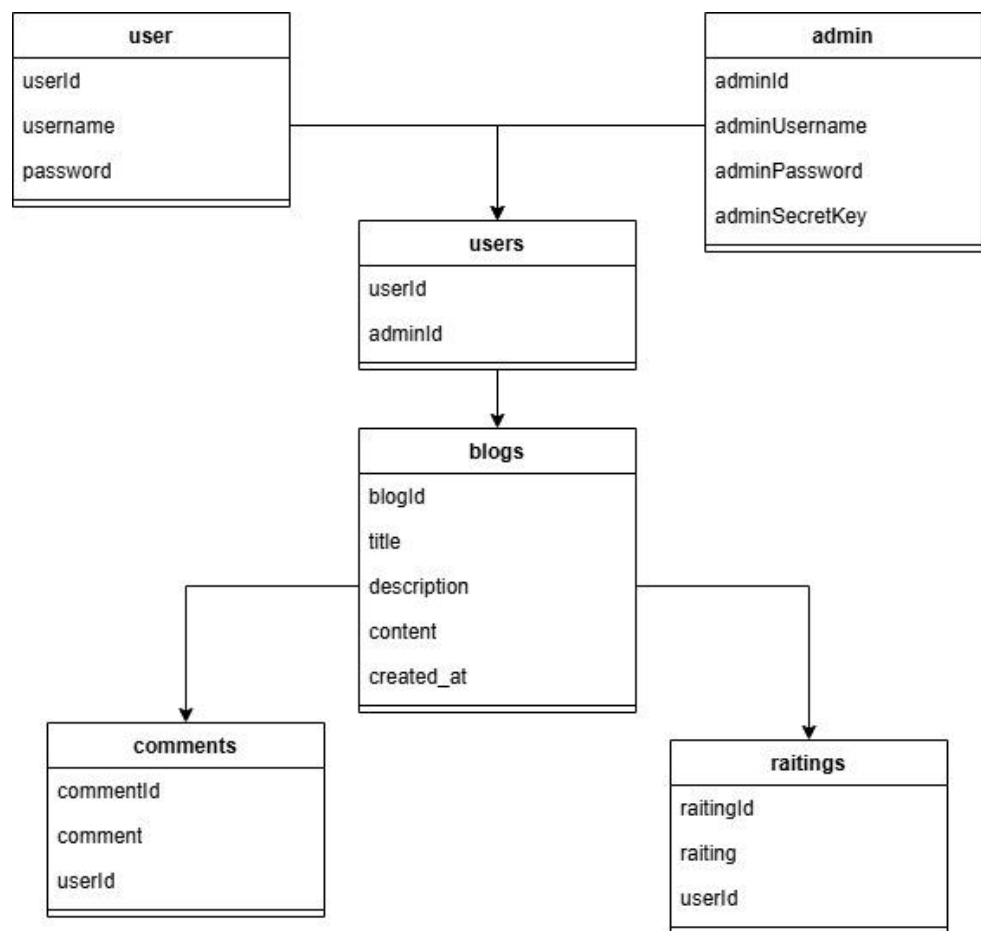 user
userId
username
password
admin
adminId
adminUsername
adminPassword
adminSecretKey
users
userId
adminId
blogs
blogId
title
description
content
created_at
comments
commentId
comment
userId
raitings
raitingId
raiting
userId